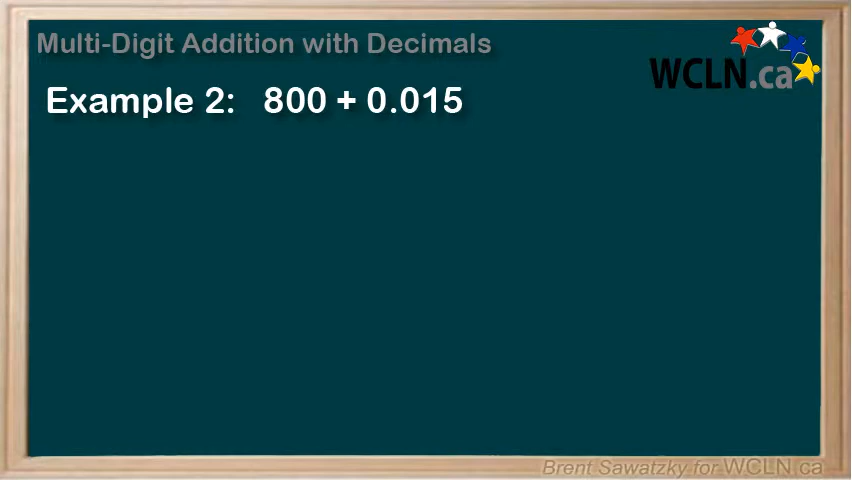 Multi-Digit Addition with Decimals
WCLN.ca
Example 2: 800 + 0.015
Brent Sawatzky for WCLN.ca